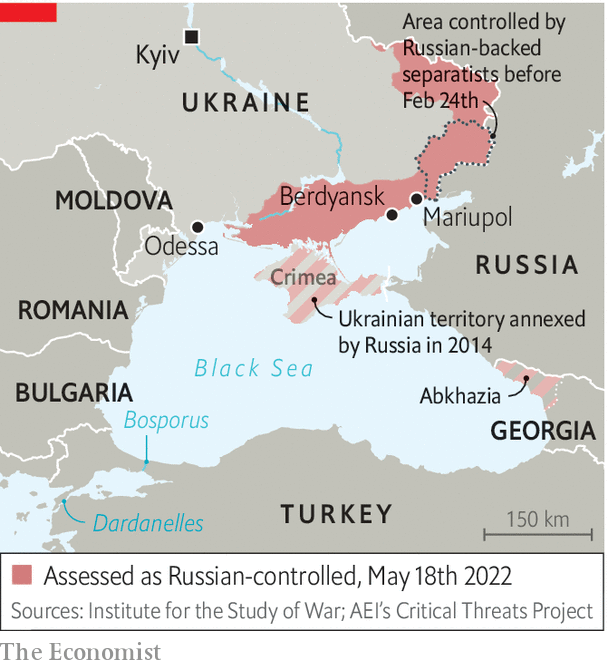 Area controlled by
Russian-backed
separatists before
Feb 24th
Kyiv
UKRAINE
MOLDOVA
Berdyansk
Mariupol
Odessa
RUSSIA
Crimea
ROMANIA
Ukrainian territory annexed
by Russia in 2014
Black Sea
BULGARIA
Abkhazia
Bosporus
GEORGIA
Dardanelles
TURKEY
150 km
Assessed as Russian-controlled, May 18th 2022
Sources: Institute for the Study of War; AEI's Critical Threats Project
The Economist